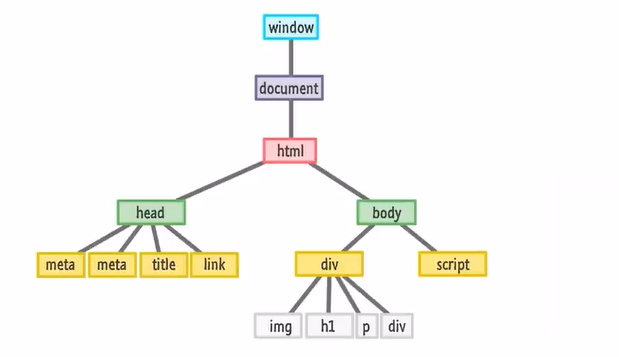 window
document
html
head body
meta meta title link div script
img h1 p div